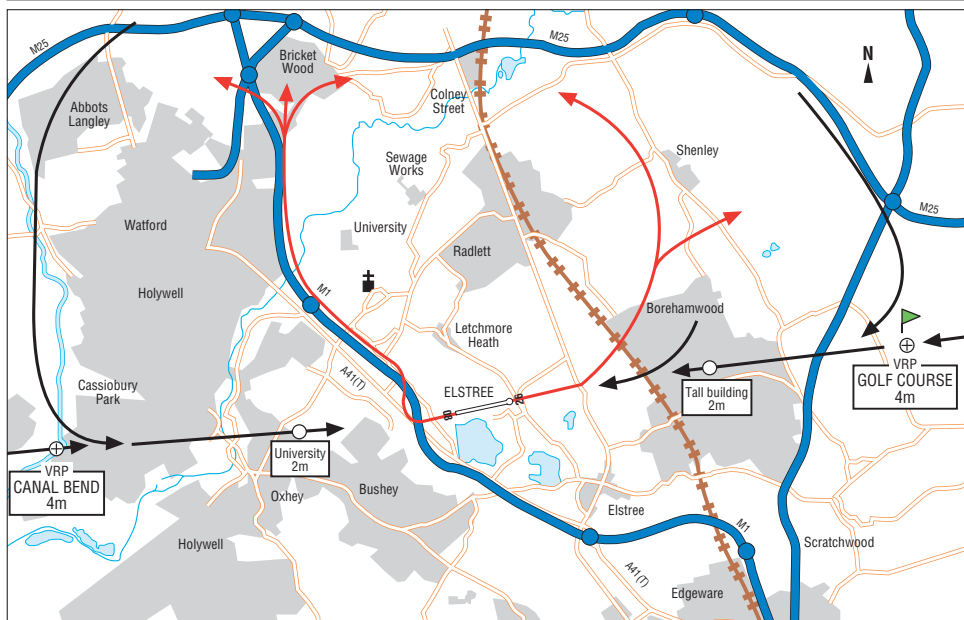 M25
Bricket
Wood
M25
N
Abbots
Langley
Colney
Street
Sewage
Works
Shenley
University
Watford
Radlett
M25
Holywell
M1
Borehamwood
Letchmore
Heath
VRP
GOLF COURSE
4m
Cassiobury
Park
A41(T)
ELSTREE
08
26
Tall building
2m
University
2m
VRP
CANAL BEND
4m
Oxhey
Bushey
Elstree
M1
Holywell
Scratchwood
A41(T)
Edgeware